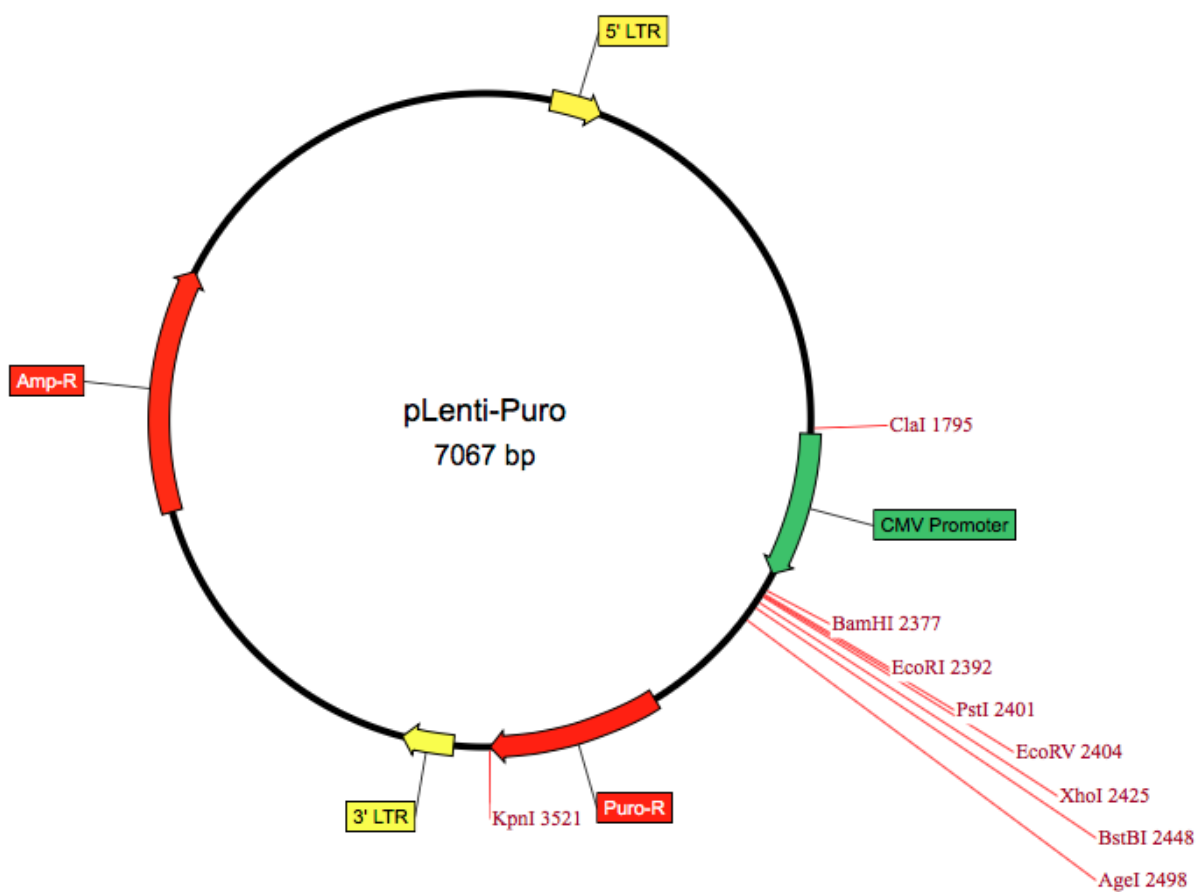 5' LTR
Amp-R
pLenti-Puro
7067 bp
ClaI 1795
CMV Promoter
BamHI 2377
EcoRI 2392
PstI 2401
EcoRV 2404
XhoI 2425
BstBI 2448
AgeI 2498
3' LTR
KpnI 3521
Puro-R